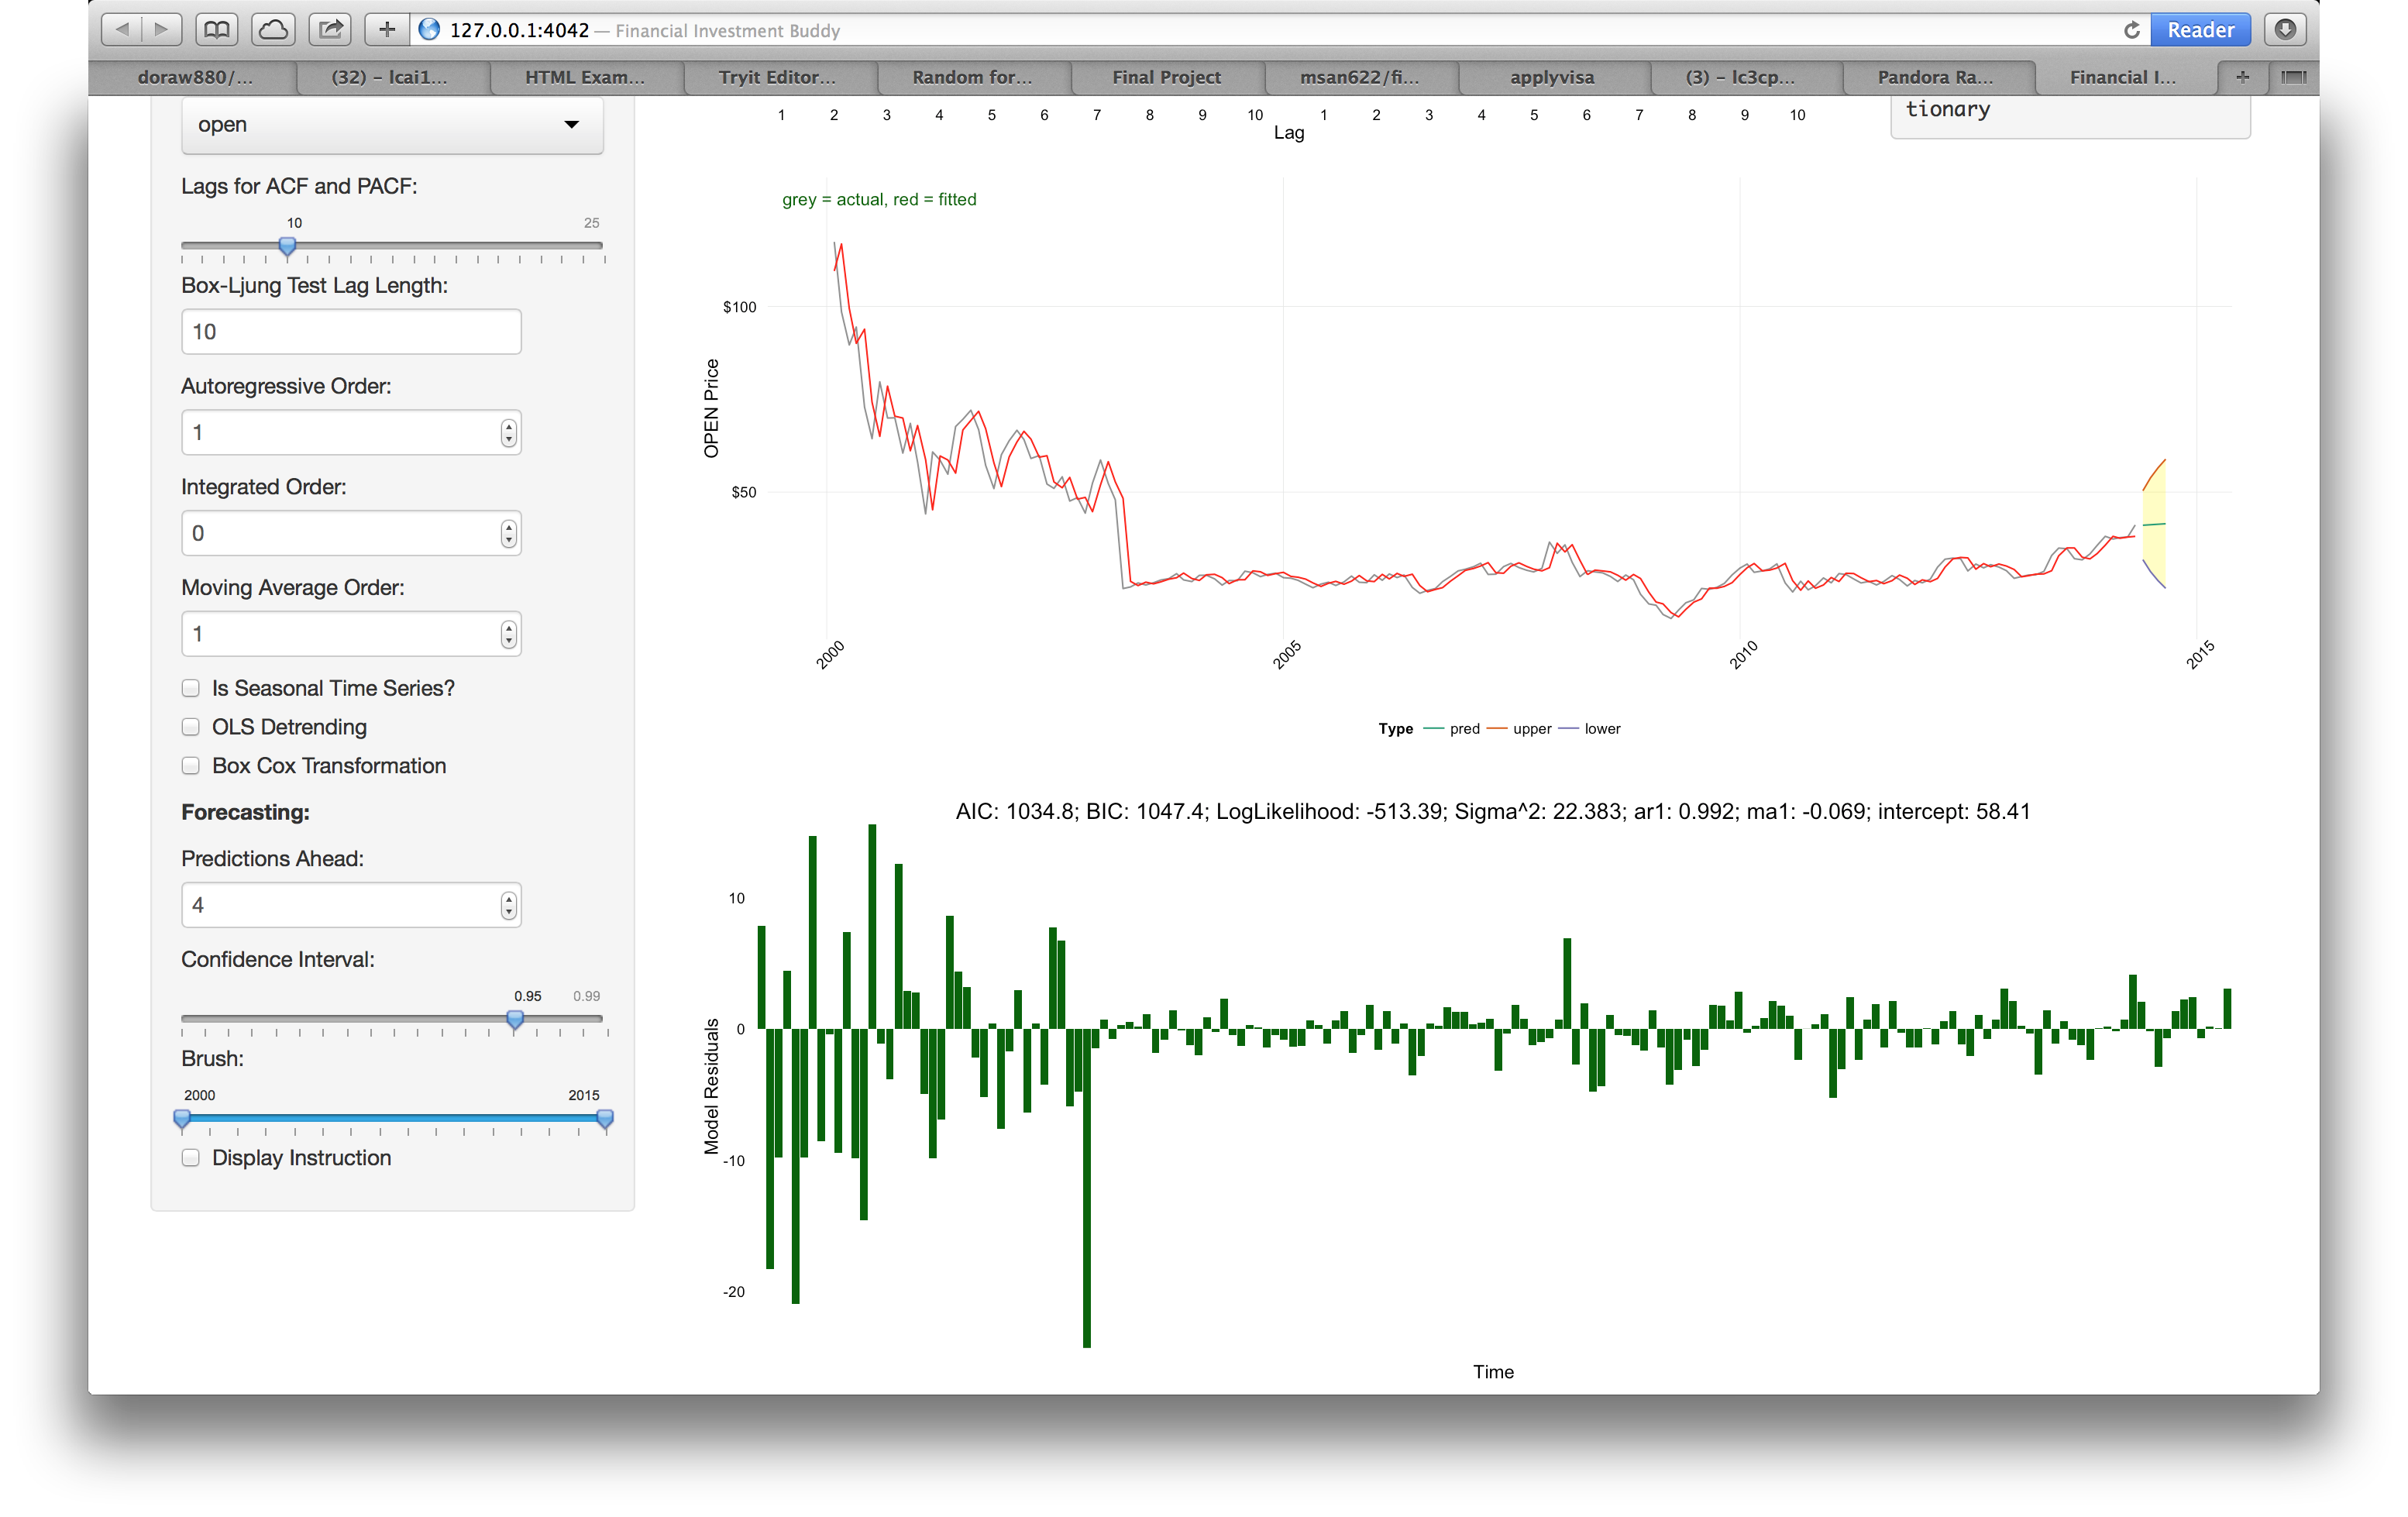 127.0.0.1:4042 — Financial Investment Buddy
Reader
doraw880/...
(32) – lcai1...
HTML Exam...
Tryit Editor...
Random for...
Final Project
msan622/fi...
applyvisa
(3) – lc3cp...
Pandora Ra...
Financial I...
open
Lags for ACF and PACF:
10 25
Box-Ljung Test Lag Length:
10
Autoregressive Order:
1
Integrated Order:
0
Moving Average Order:
1
Is Seasonal Time Series?
OLS Detrending
Box Cox Transformation
Forecasting:
Predictions Ahead:
4
Confidence Interval:
0.95 0.99
Brush:
2000 2015
Display Instruction
1 2 3 4 5 6 7 8 9 10 1 2 3 4 5 6 7 8 9 10
Lag
tionary
grey = actual, red = fitted
$100
$50
OPEN Price
2000 2005 2010 2015
Type pred upper lower
AIC: 1034.8; BIC: 1047.4; LogLikelihood: -513.39; Sigma^2: 22.383; ar1: 0.992; ma1: -0.069; intercept: 58.41
10
0
-10
-20
Model Residuals
Time